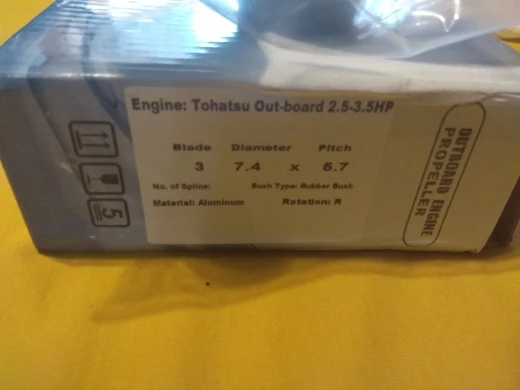 Engine: Tohatsu Out-board 2.5-3.5HP
Blade Diameter Pitch
3 7.4 x 5.7
No. of Spline: Bush Type: Rubber Bush
Material: Aluminum Rotation: R
OUTBOARD ENGINE
PROPELLER
5